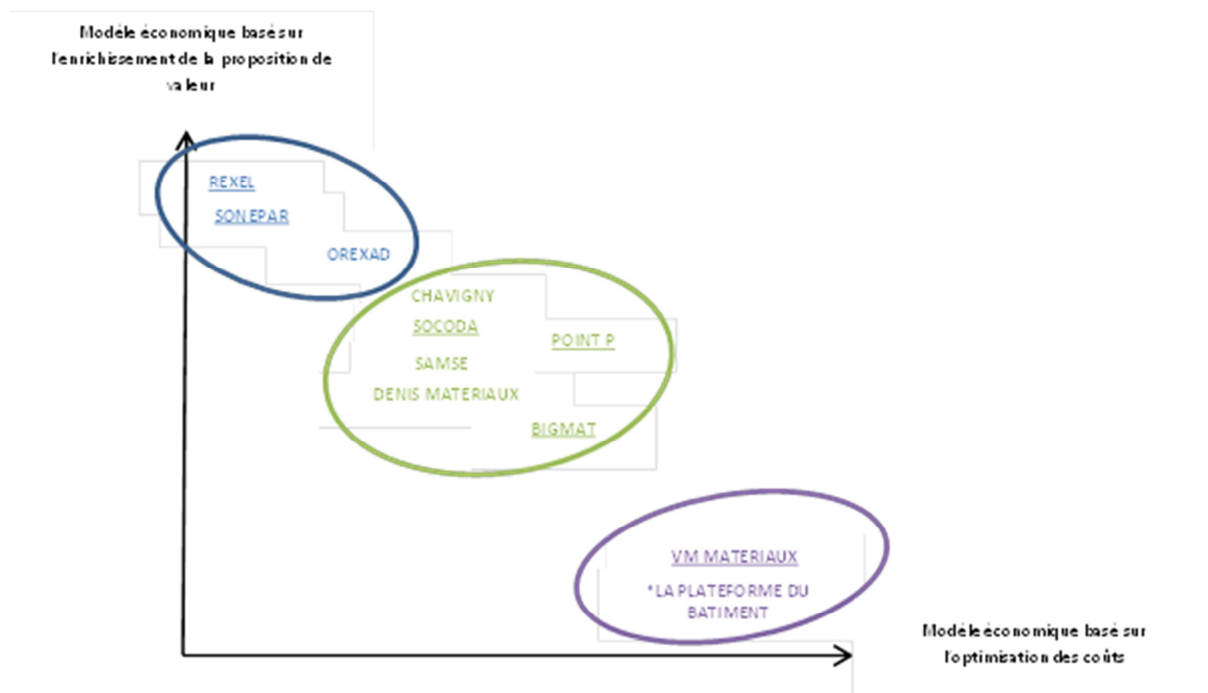 Modèle économique basé sur
l'enrichissement de la proposition de
valeur
REXEL
SONEPAR
OREXAD
CHAVIGNY
SOCODA
POINT P
SAMSE
DENIS MATERIAUX
BIGMAT
VM MATERIAUX
*LA PLATEFORME DU
BATIMENT
Modèle économique basé sur
l'optimisation des coûts